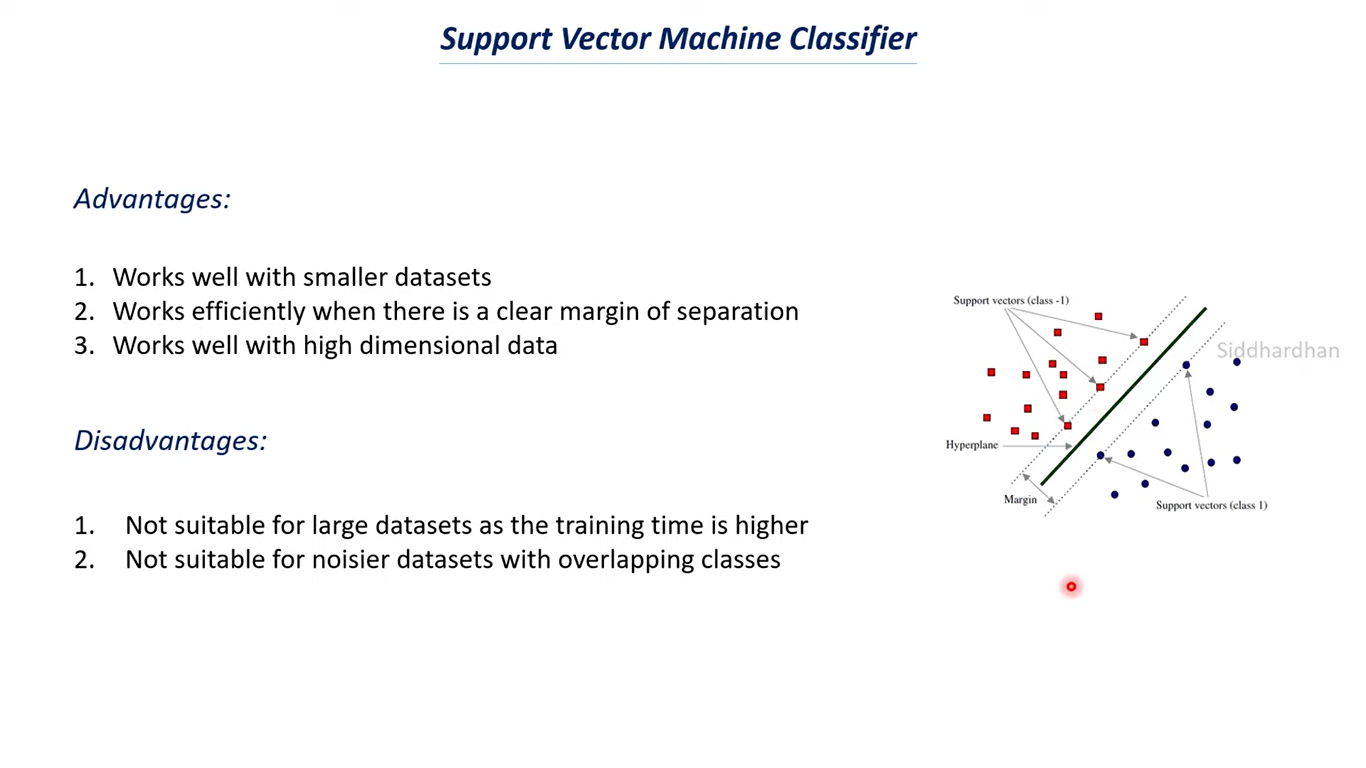 Support Vector Machine Classifier
Advantages:
1. Works well with smaller datasets
2. Works efficiently when there is a clear margin of separation
3. Works well with high dimensional data
Disadvantages:
1. Not suitable for large datasets as the training time is higher
2. Not suitable for noisier datasets with overlapping classes
Support vectors (class -1)
Siddhardhan
Hyperplane
Margin
Support vectors (class 1)